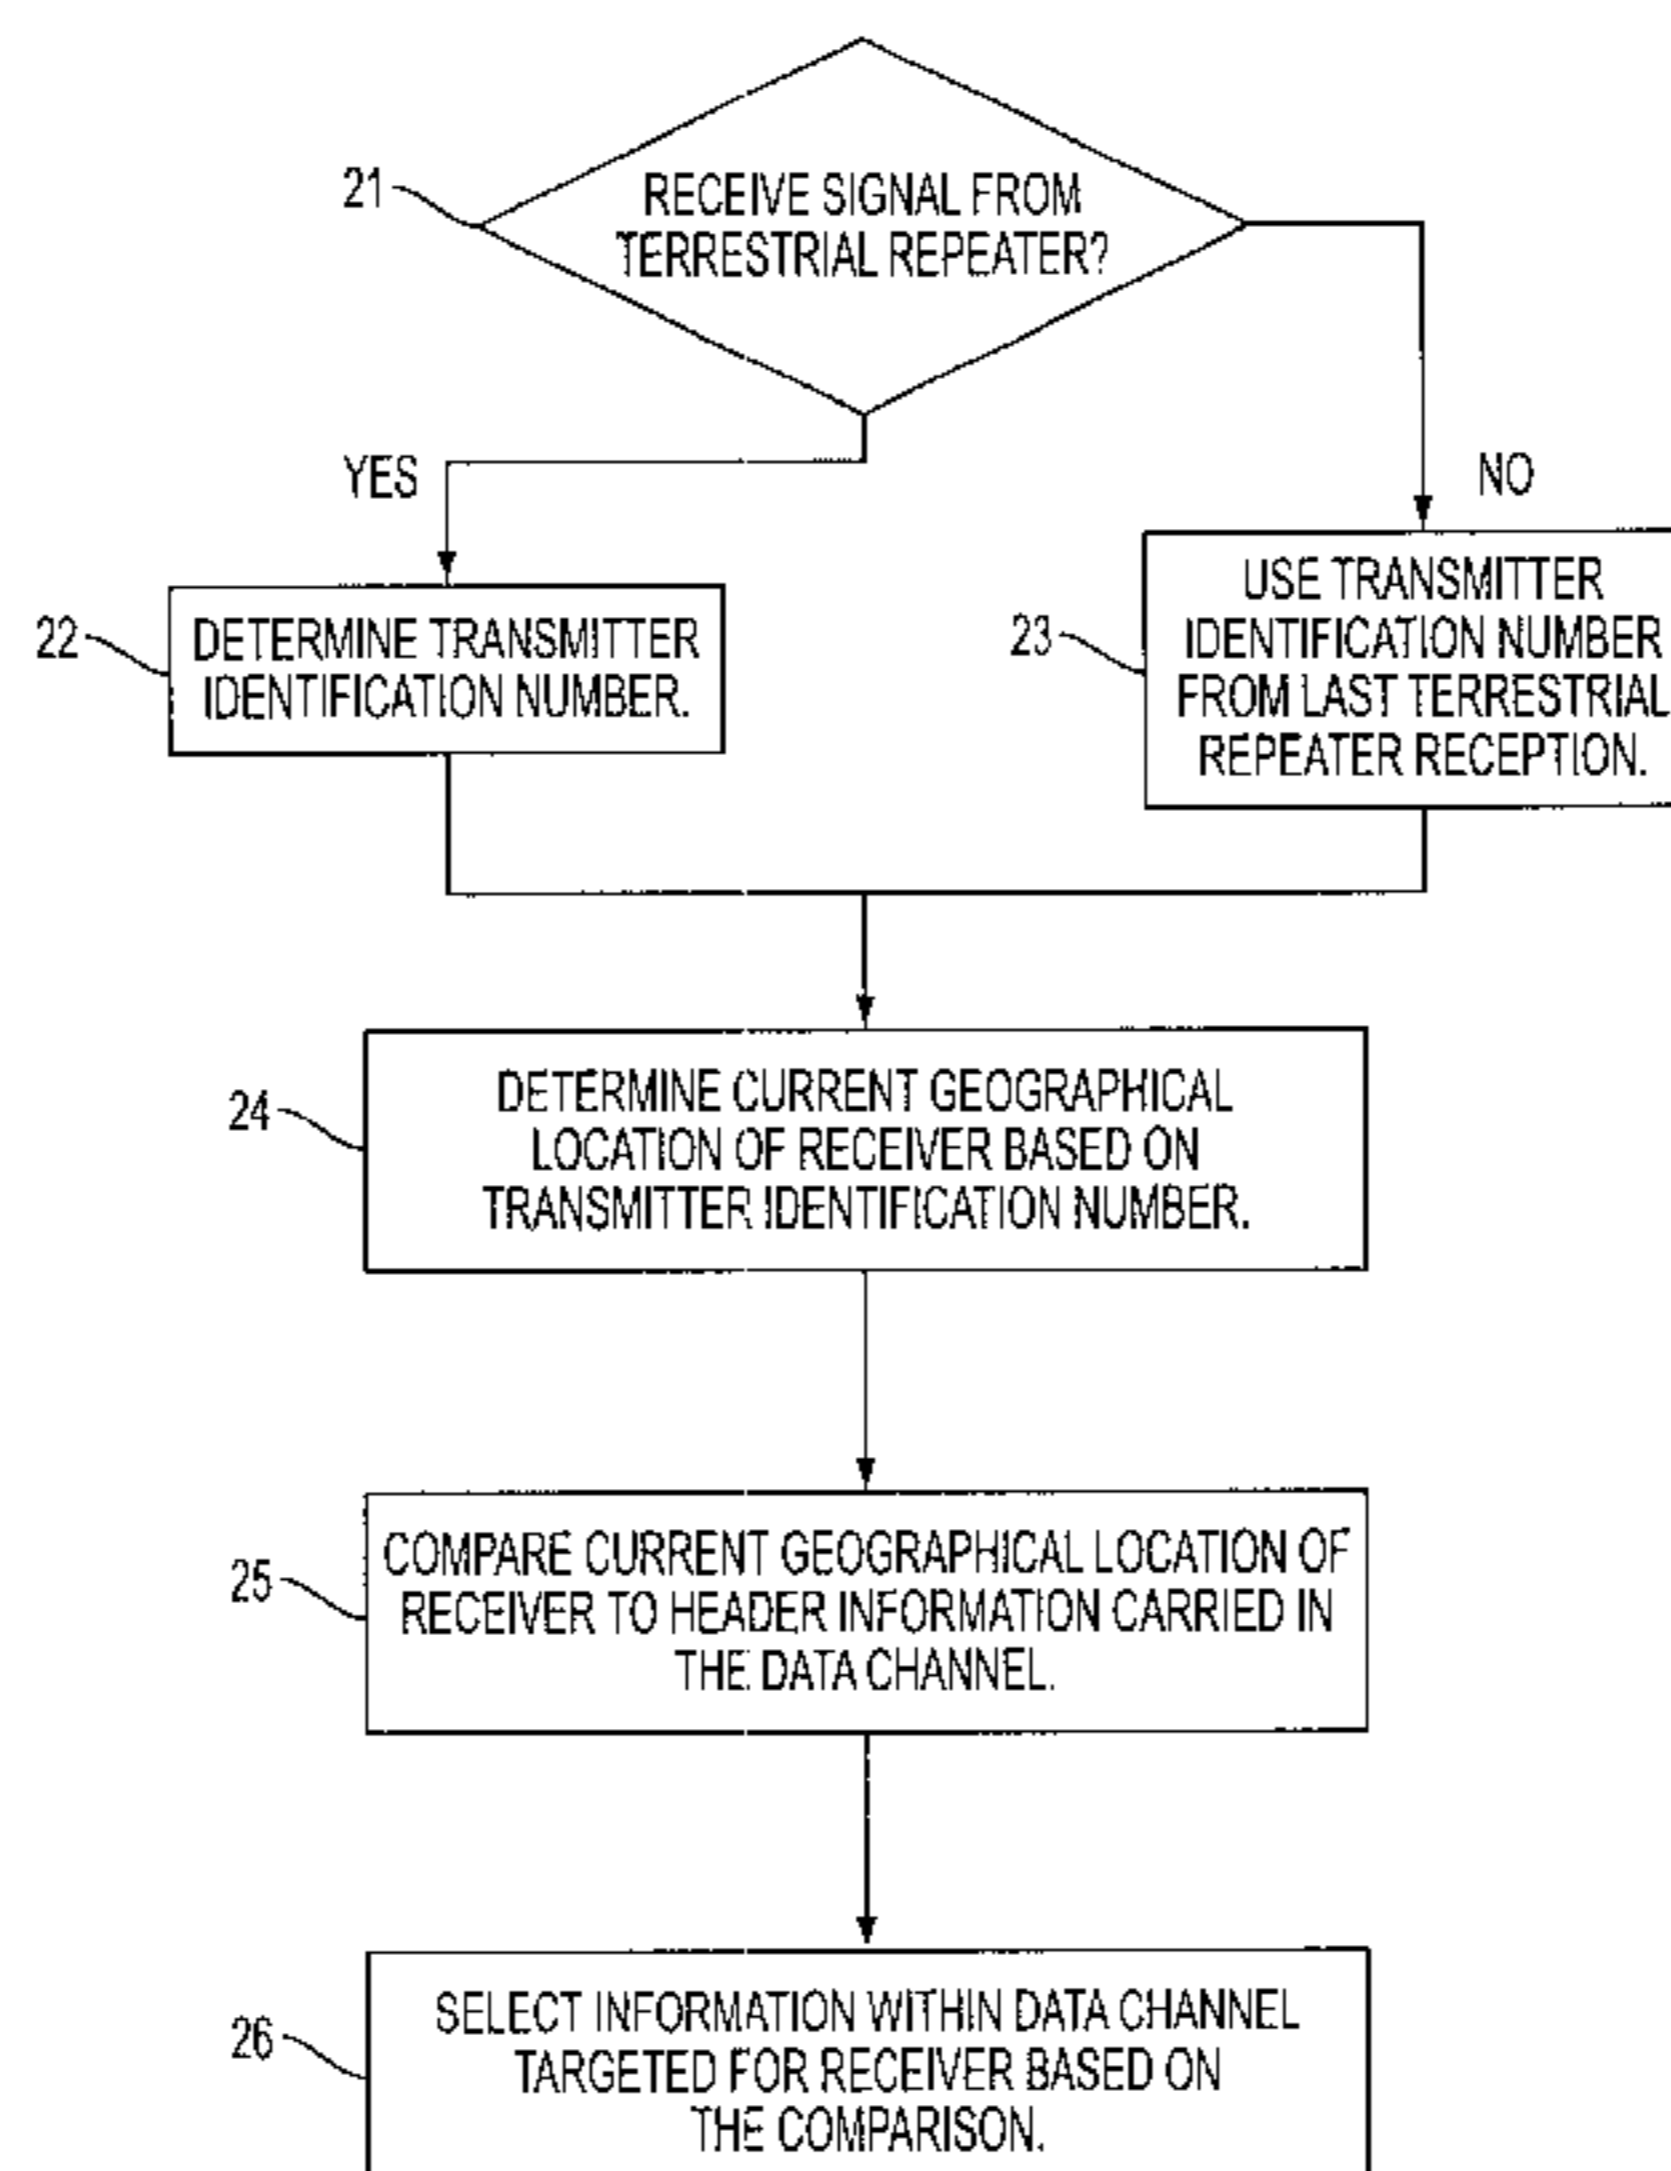 21
RECEIVE SIGNAL FROM
TERRESTRIAL REPEATER?
YES
NO
22
DETERMINE TRANSMITTER
IDENTIFICATION NUMBER.
23
USE TRANSMITTER
IDENTIFICATION NUMBER
FROM LAST TERRESTRIAL
REPEATER RECEPTION.
24
DETERMINE CURRENT GEOGRAPHICAL
LOCATION OF RECEIVER BASED ON
TRANSMITTER IDENTIFICATION NUMBER.
25
COMPARE CURRENT GEOGRAPHICAL LOCATION OF
RECEIVER TO HEADER INFORMATION CARRIED IN
THE DATA CHANNEL.
26
SELECT INFORMATION WITHIN DATA CHANNEL
TARGETED FOR RECEIVER BASED ON
THE COMPARISON.